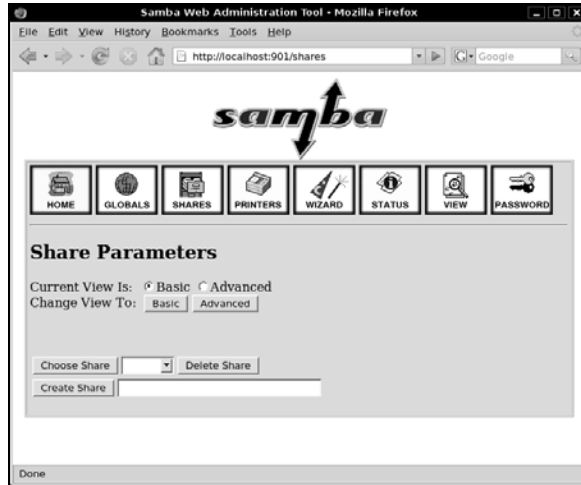 Samba Web Administration Tool - Mozilla Firefox
File Edit View History Bookmarks Tools Help
http://localhost:901/shares
G Google
samba
HOME GLOBALS SHARES PRINTERS WIZARD STATUS VIEW PASSWORD
Share Parameters
Current View Is: Basic Advanced
Change View To: Basic Advanced
Choose Share Delete Share
Create Share
Done